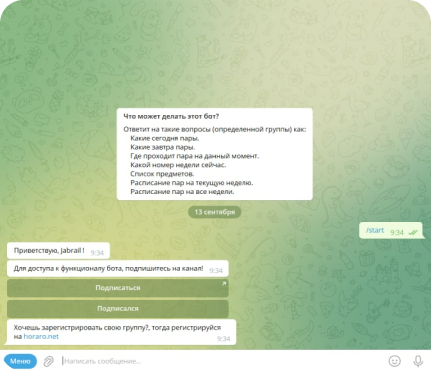 Что может делать этот бот?
Ответит на такие вопросы (определенной группы) как:
Какие сегодня пары.
Какие завтра пары.
Где проходит пара на данный момент.
Какой номер недели сейчас.
Список предметов.
Расписание пар на текущую неделю.
Расписание пар на все недели.
13 сентября
/start 9:34
Приветствую, Jabrail ! 9:34
Для доступа к функционалу бота, подпишитесь на канал! 9:34
Подписаться
Подписался
Хочешь зарегистрировать свою группу?, тогда регистрируйся
на horaro.net 9:34
Меню Написать сообщение...